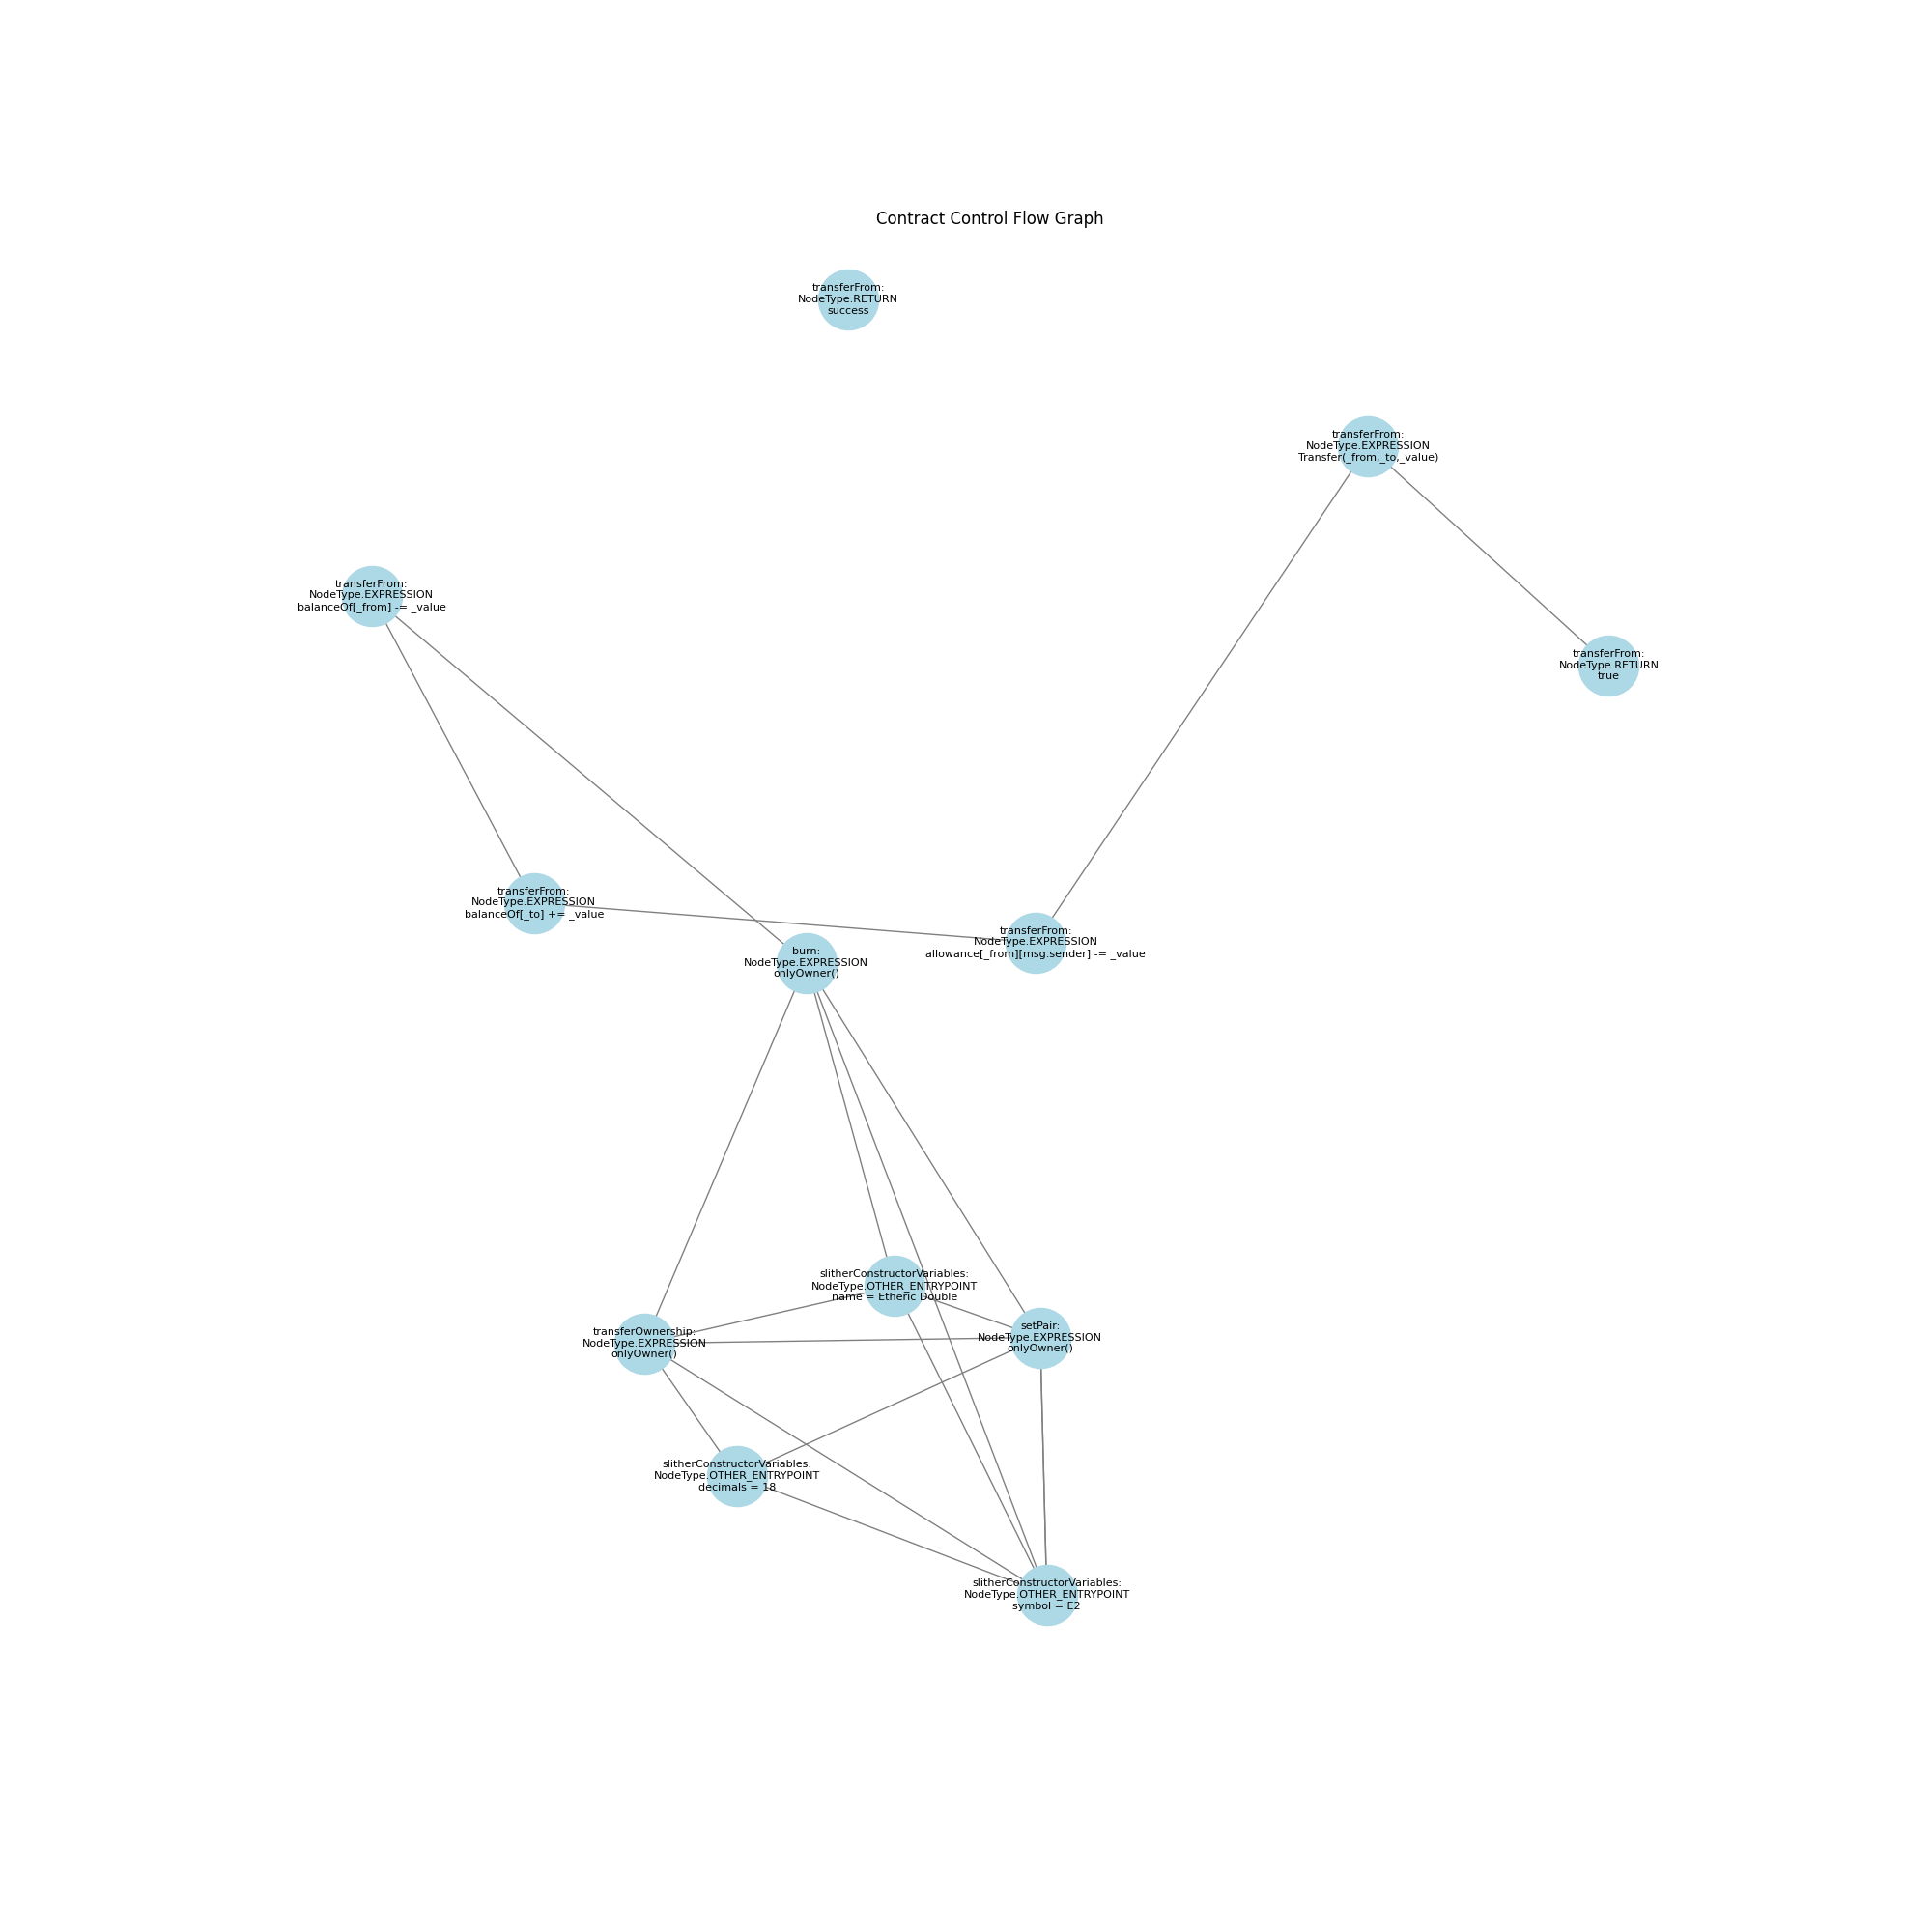 Contract Control Flow Graph
transferFrom:
NodeType.RETURN
success
transferFrom:
NodeType.EXPRESSION
Transfer(_from,_to,_value)
transferFrom:
NodeType.EXPRESSION
balanceOf[_from] -= _value
transferFrom:
NodeType.RETURN
true
transferFrom:
NodeType.EXPRESSION
balanceOf[_to] += _value
transferFrom:
NodeType.EXPRESSION
allowance[_from][msg.sender] -= _value
burn:
NodeType.EXPRESSION
onlyOwner()
slitherConstructorVariables:
NodeType.OTHER_ENTRYPOINT
name = Etheric Double
setPair:
NodeType.EXPRESSION
onlyOwner()
transferOwnership:
NodeType.EXPRESSION
onlyOwner()
slitherConstructorVariables:
NodeType.OTHER_ENTRYPOINT
decimals = 18
slitherConstructorVariables:
NodeType.OTHER_ENTRYPOINT
symbol = E2